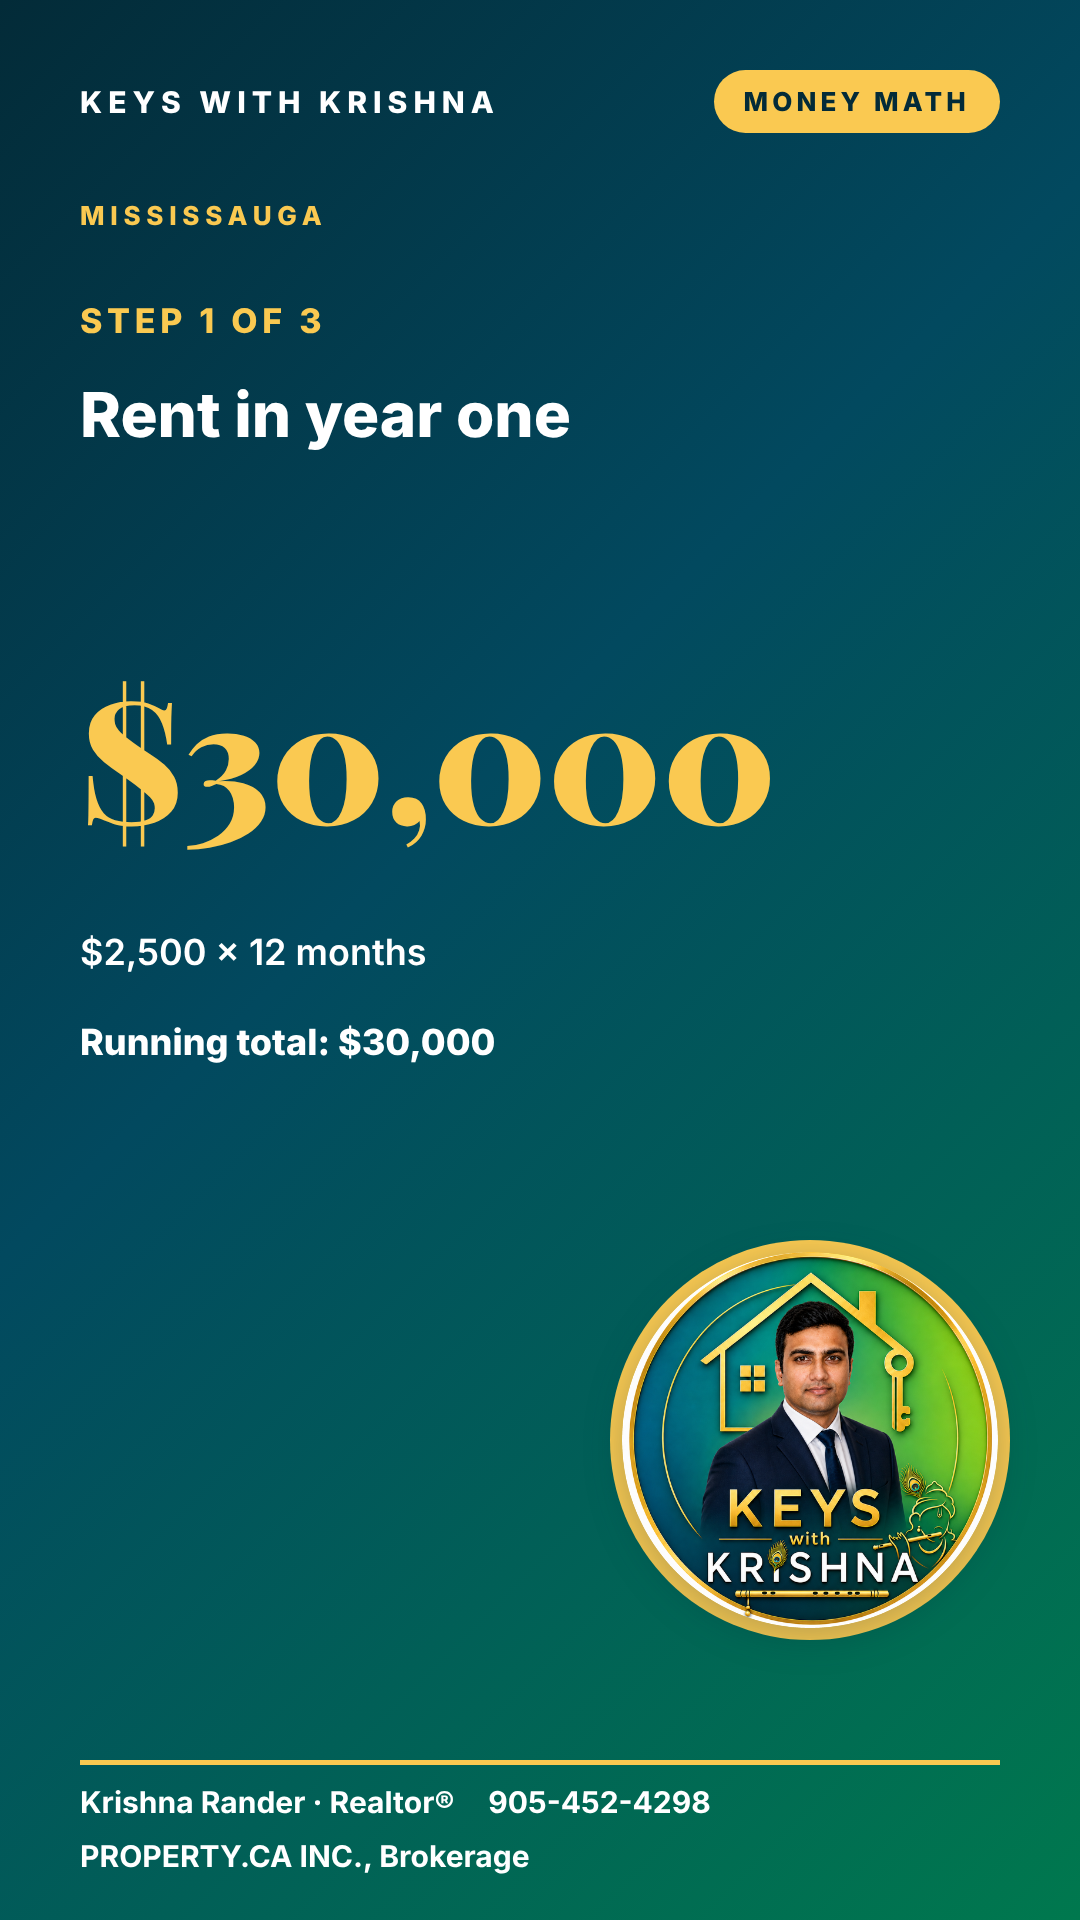 KEYS WITH KRISHNA
MONEY MATH
MISSISSAUGA
STEP 1 OF 3
Rent in year one
$30,000
$2,500 × 12 months
Running total: $30,000
KEYS
with
KRISHNA
Krishna Rander · Realtor® 905-452-4298
PROPERTY.CA INC., Brokerage